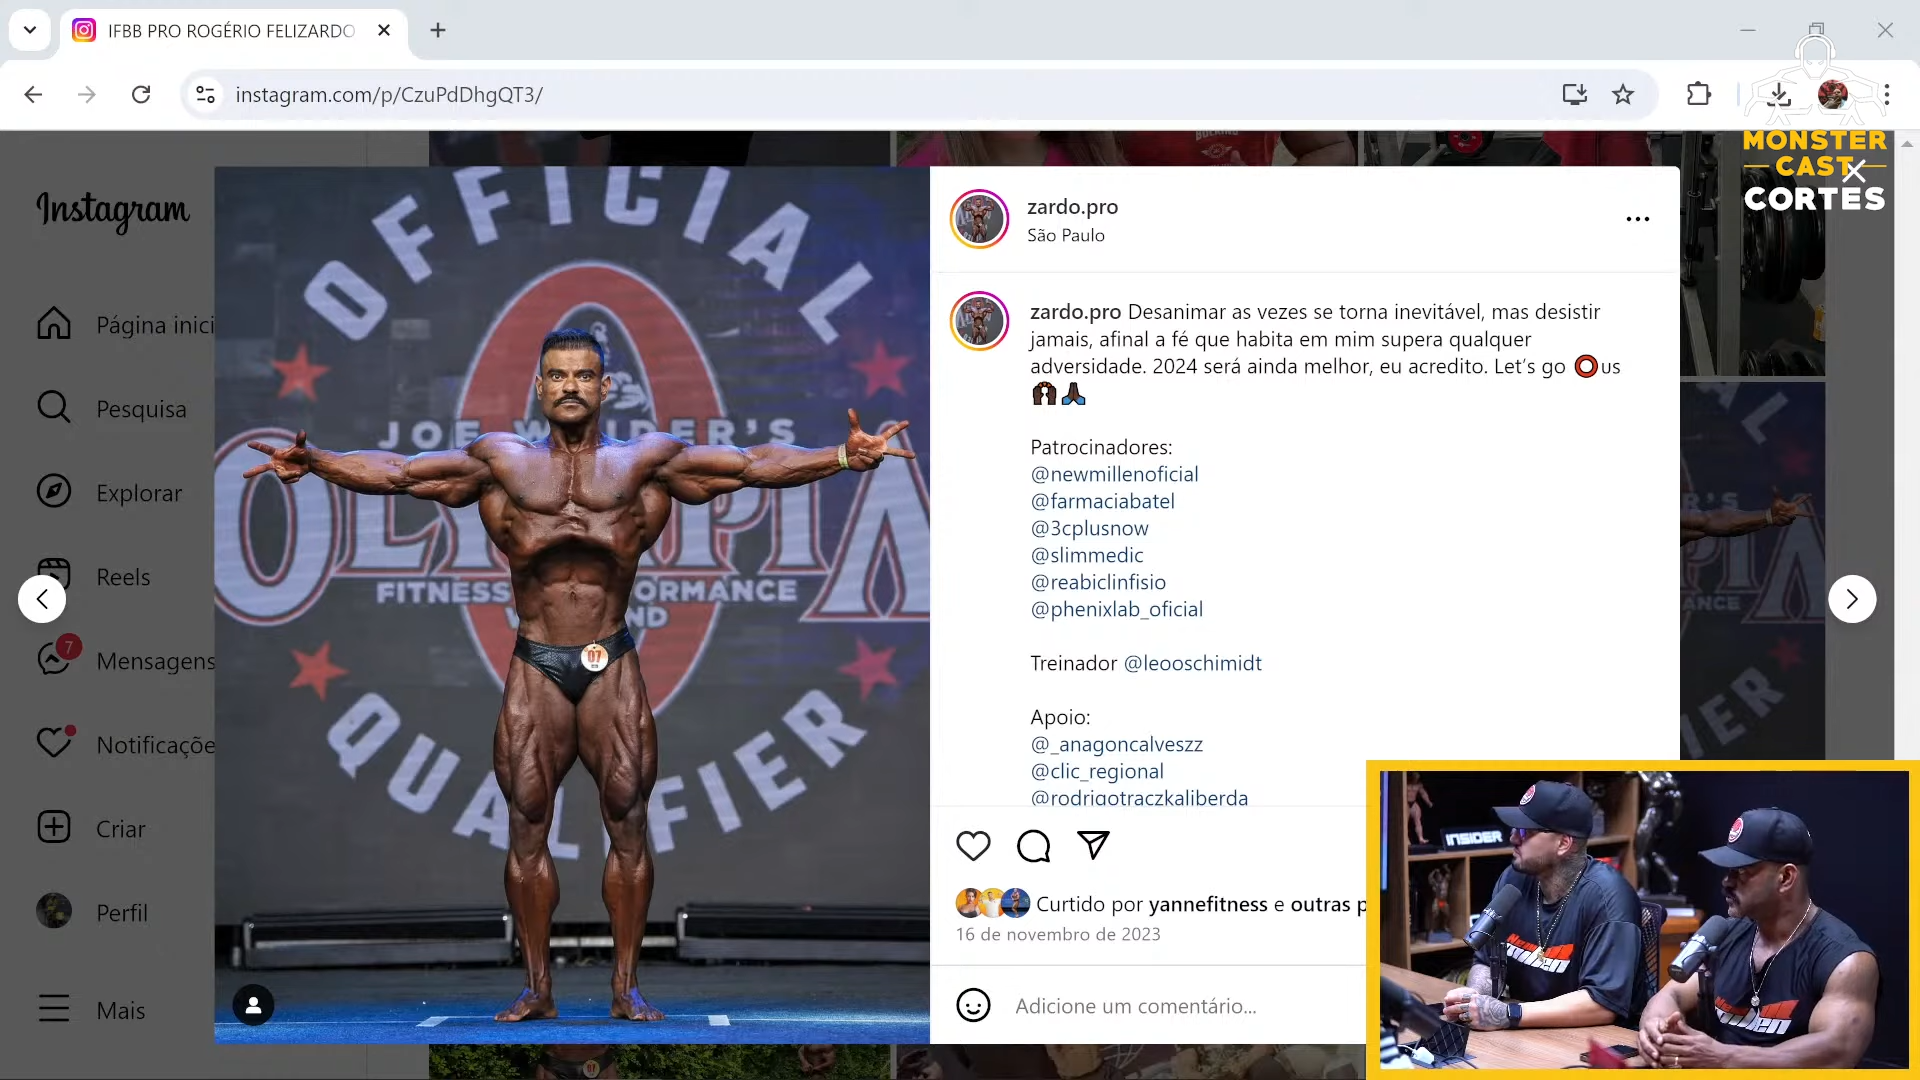 IFBB PRO ROGÉRIO FELIZARDO
instagram.com/p/CzuPdDhgQT3/
MONSTER
CAST
CORTES
Instagram
Página inici
Pesquisa
Explorar
Reels
7
Mensagens
Notificaçõe
Criar
Perfil
Mais
OFFICIAL
JOE WEIDER'S
OLYMPIA
FITNESS
ORMANCE
ND
07
QUALIFIER
zardo.pro
São Paulo
zardo.pro Desanimar as vezes se torna inevitável, mas desistir
jamais, afinal a fé que habita em mim supera qualquer
adversidade. 2024 será ainda melhor, eu acredito. Let’s go ⭕us
Patrocinadores:
@newmillenoficial
@farmaciabatel
@3cplusnow
@slimmedic
@reabiclinfisio
@phenixlab_oficial
Treinador @leooschimidt
Apoio:
@_anagoncalveszz
@clic_regional
@rodrigotraczkaliberda
Curtido por yannefitness e outras p
16 de novembro de 2023
Adicione um comentário...
INSIDER